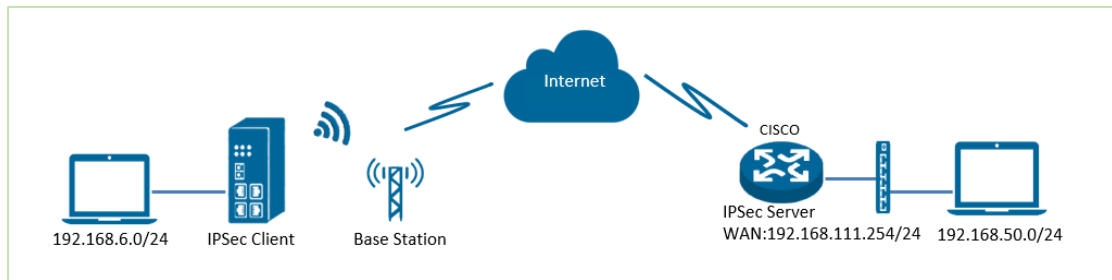 Internet
CISCO
192.168.6.0/24
IPSec Client
Base Station
IPSec Server
WAN:192.168.111.254/24
192.168.50.0/24